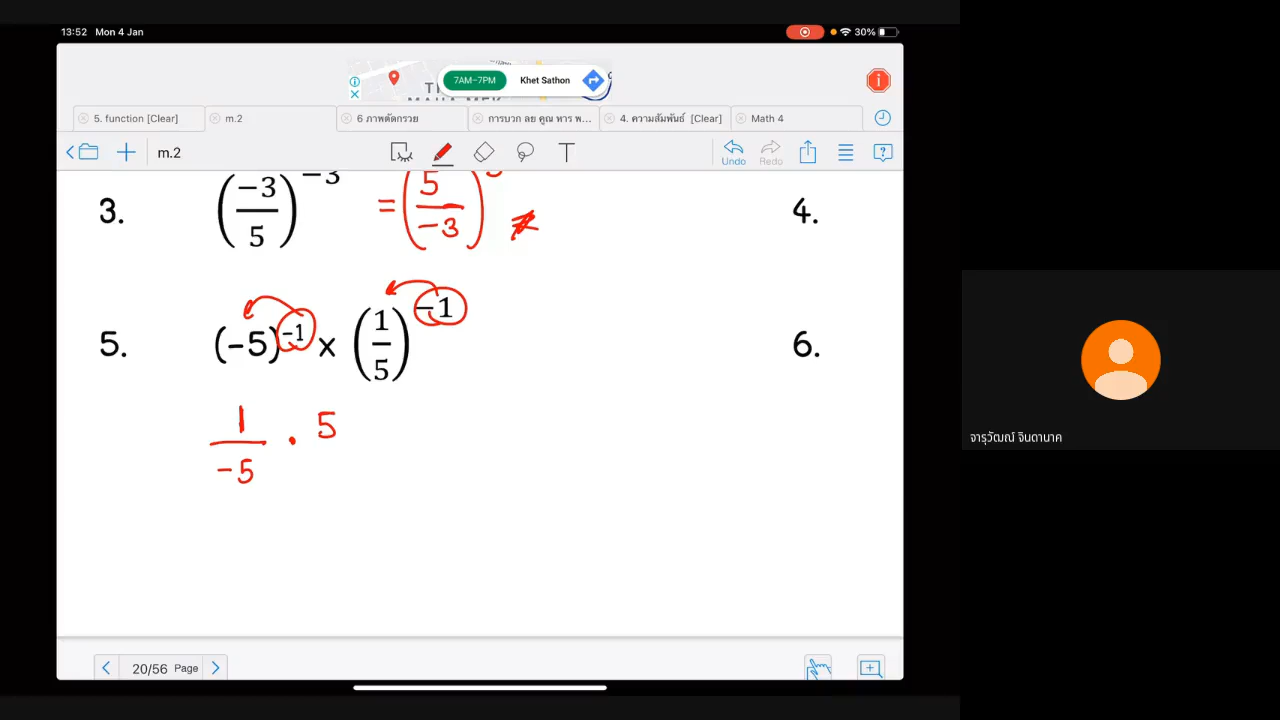 13:52 Mon 4 Jan 30%
7AM–7PM Khet Sathon
5. function [Clear] m.2 6 ภาพตัดกรวย การบวก ลย คูณ หาร พ... 4. ความสัมพันธ์ [Clear] Math 4
m.2 T Undo Redo
3. (−3/5)^−3 = (5/−3) 4.
5. (−5)^−1 × (1/5)^−1 6.
1/−5 · 5
จารุวัฒณ์ จินดานาค
20/56 Page